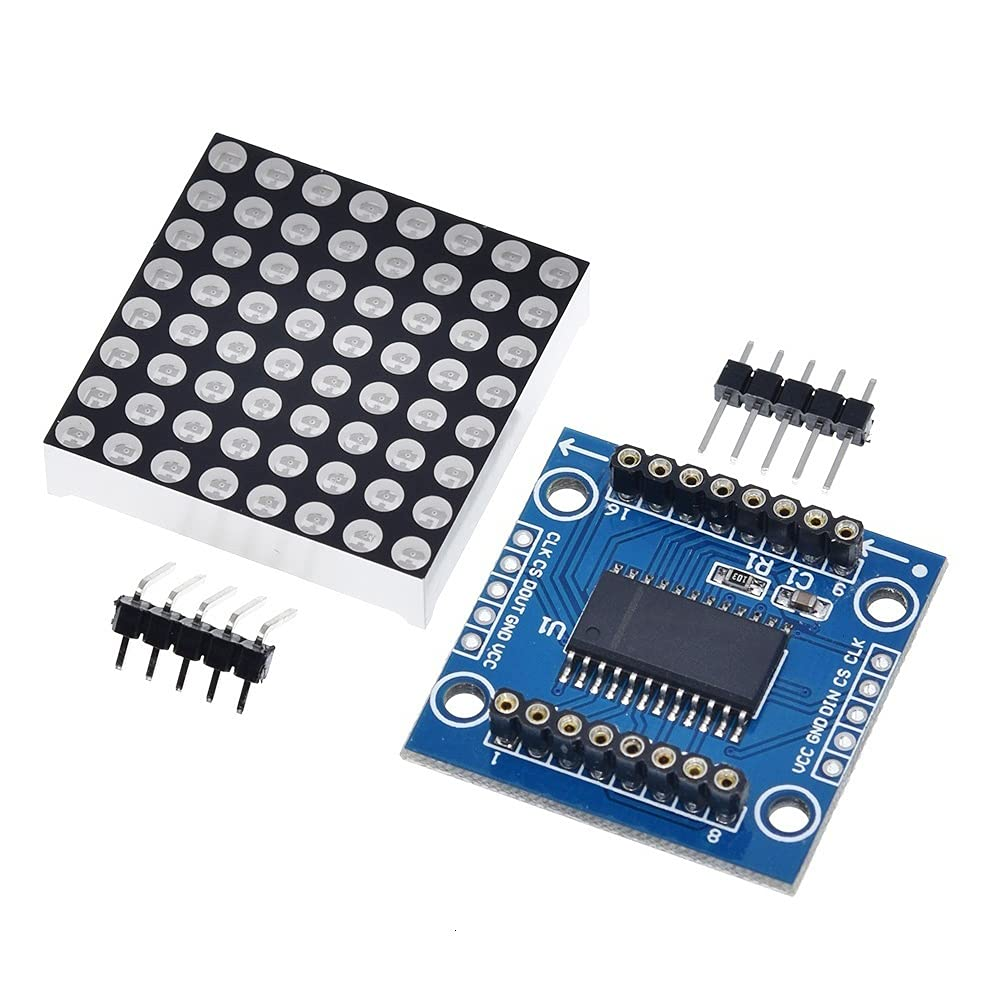 16
9
R1
C1
103
U1
CLK CS DOUT GND VCC
VCC GND DIN CS CLK
1
8